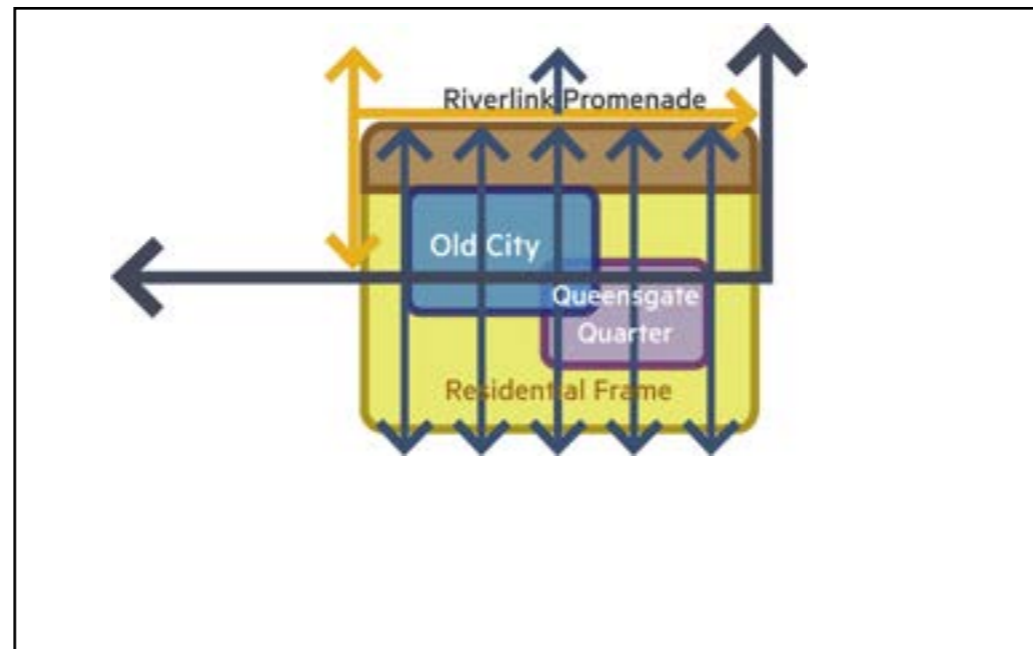 Riverlink Promenade
Old City
Queensgate
Quarter
Residential Frame